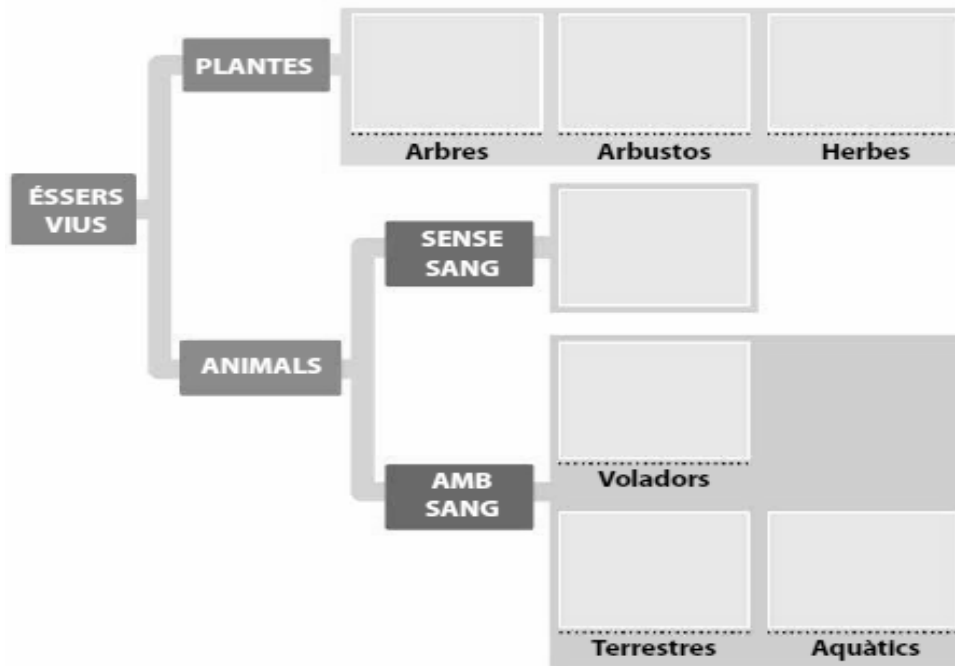 PLANTES
Arbres
Arbustos
Herbes
ÉSSERS
VIUS
SENSE
SANG
ANIMALS
AMB
SANG
Voladors
Terrestres
Aquàtics